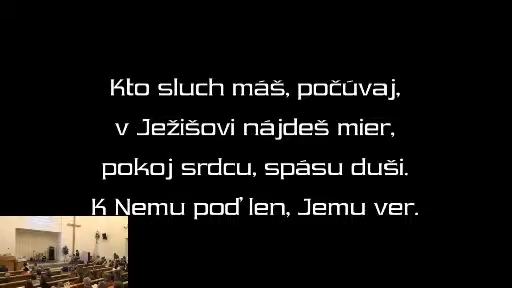 Kto sluch máš, počúvaj,
v Ježišovi nájdeš mier,
pokoj srdcu, spásu duši.
K Nemu poď len, Jemu ver.